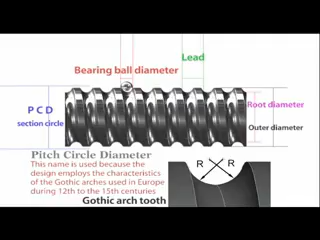 Lead
Bearing ball diameter
P C D
section circle
Root diameter
Outer diameter
Pitch Circle Diameter
This name is used because the
design employs the characteristics
of the Gothic arches used in Europe
during 12th to the 15th centuries
Gothic arch tooth
R R